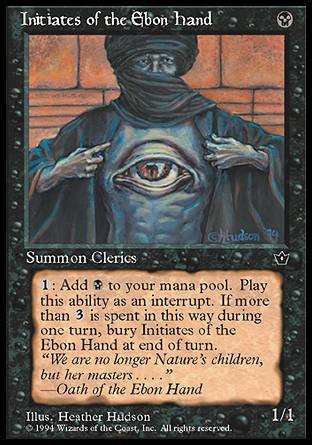 Initiates of the Ebon Hand
©Hudson 94
Summon Clerics
1: Add to your mana pool. Play
this ability as an interrupt. If more
than 3 is spent in this way during
one turn, bury Initiates of the
Ebon Hand at end of turn.
"We are no longer Nature's children,
but her masters . . . ."
—Oath of the Ebon Hand
Illus. Heather Hudson
1/1
© 1994 Wizards of the Coast, Inc. All rights reserved.